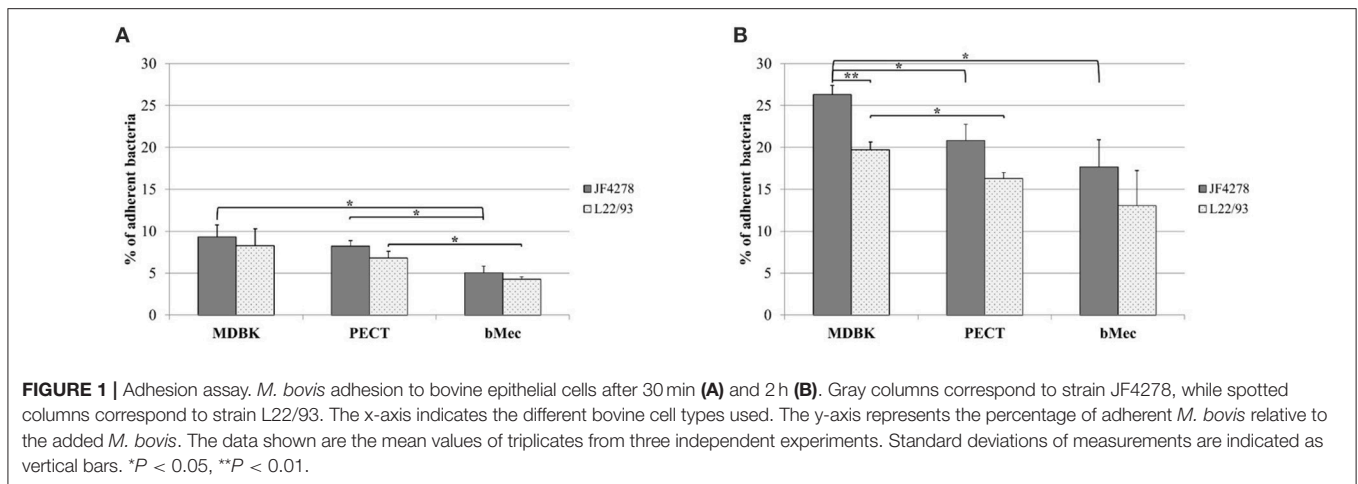 A
30
*
25
*
20
*
15
10
5
0
% of adherent bacteria
MDBK PECT bMec
JF4278
L22/93
B
30
*
*
**
25
*
20
15
10
5
0
% of adherent bacteria
MDBK PECT bMec
JF4278
L22/93
FIGURE 1 | Adhesion assay. M. bovis adhesion to bovine epithelial cells after 30 min (A) and 2 h (B). Gray columns correspond to strain JF4278, while spotted
columns correspond to strain L22/93. The x-axis indicates the different bovine cell types used. The y-axis represents the percentage of adherent M. bovis relative to
the added M. bovis. The data shown are the mean values of triplicates from three independent experiments. Standard deviations of measurements are indicated as
vertical bars. *P < 0.05, **P < 0.01.